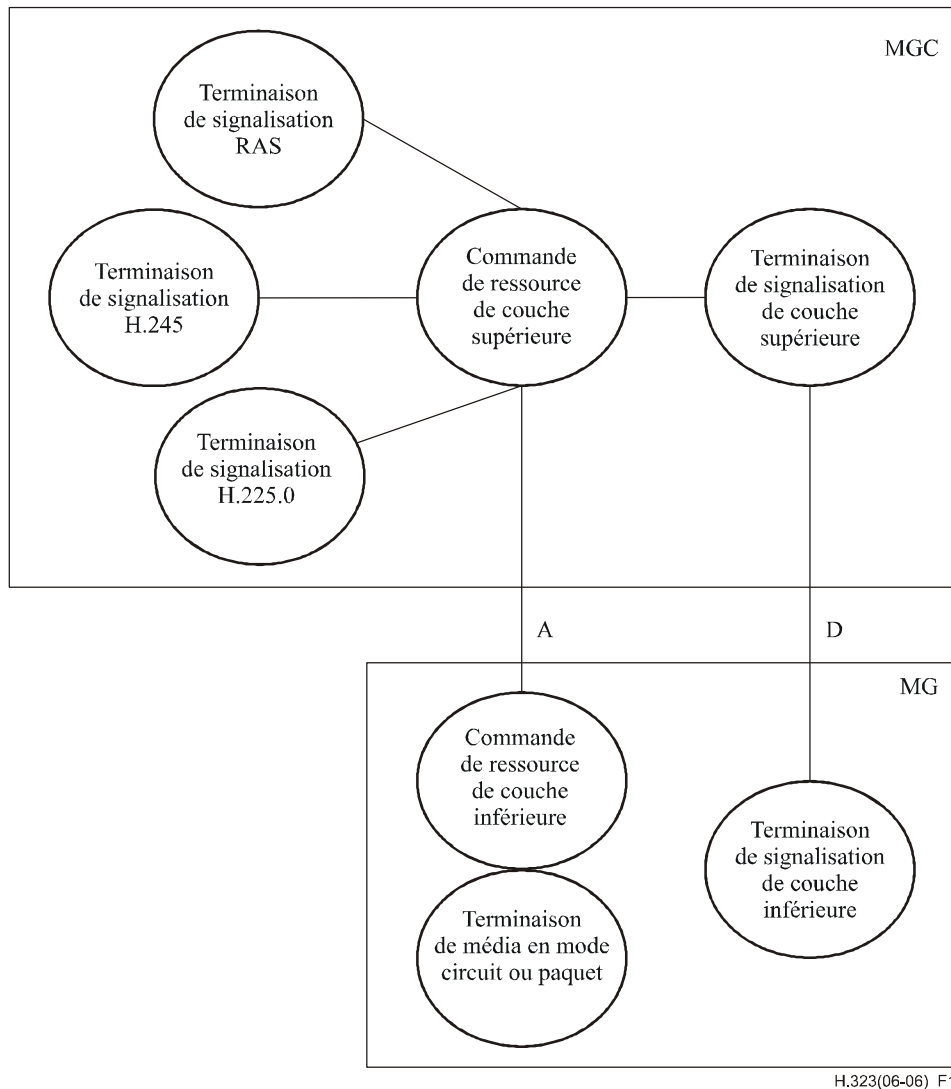 MGC
Terminaison
de signalisation
RAS
Terminaison
de signalisation
H.245
Commande
de ressource
de couche
supérieure
Terminaison
de signalisation
de couche
supérieure
Terminaison
de signalisation
H.225.0
A
D
MG
Commande
de ressource
de couche
inférieure
Terminaison
de signalisation
de couche
inférieure
Terminaison
de média en mode
circuit ou paquet
H.323(06-06)